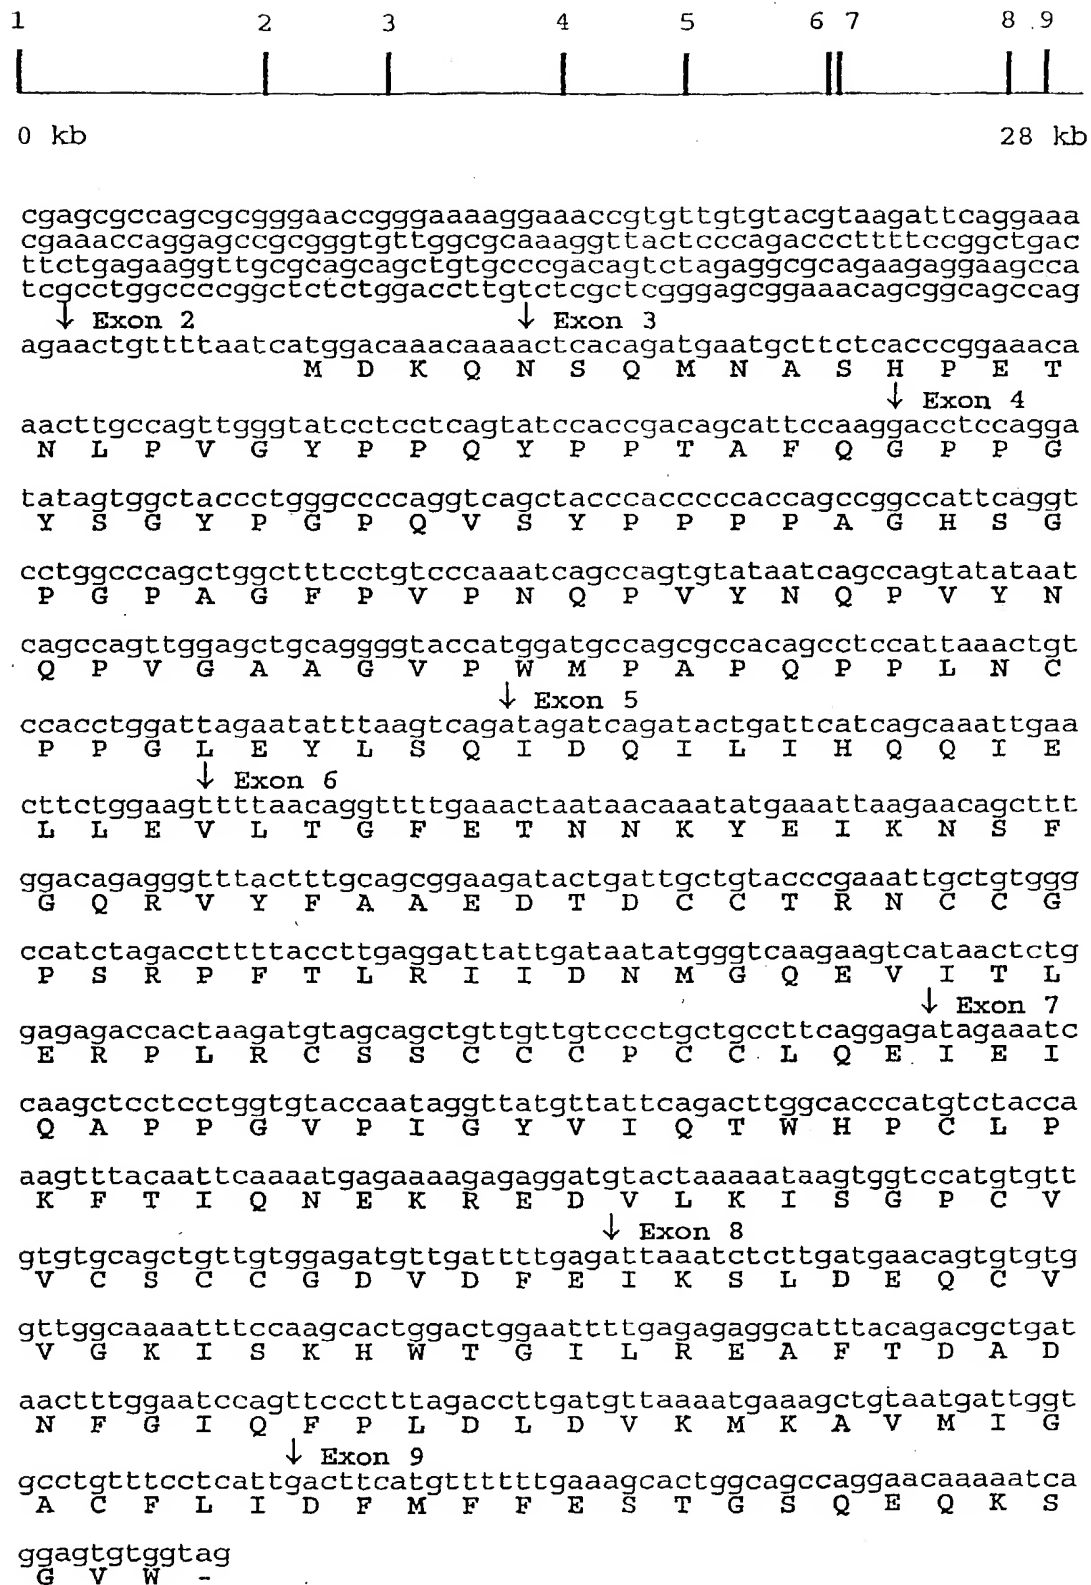 1 2 3 4 5 6 7 8 9
0 kb 28 kb
cgagcgccagcgcgggaaccgggaaaaggaaaccgtgttgtgtacgtaagattcaggaaa
cgaaaccaggagccgcgggtgttggcgcaaaggttactcccagacccttttccggctgac
ttctgagaaggttgcgcagcagctgtgcccgacagtctagaggcgcagaagaggaagcca
tcgcctggccccggctctctggaccttgtctcgctcgggagcggaaacagcggcagccag
↓ Exon 2 ↓ Exon 3
agaactgttttaatcatggacaaacaaaactcacagatgaatgcttctcacccggaaaca
M D K Q N S Q M N A S H P E T
↓ Exon 4
aacttgccagttgggtatcctcctcagtatccaccgacagcattccaaggacctccagga
N L P V G Y P P Q Y P P T A F Q G P P G
tatagtggctaccctgggccccaggtcagctacccacccccaccagccggccattcaggt
Y S G Y P G P Q V S Y P P P P A G H S G
cctggcccagctggctttcctgtcccaaatcagccagtgtataatcagccagtatataat
P G P A G F P V P N Q P V Y N Q P V Y N
cagccagttggagctgcaggggtaccatggatgccagcgccacagcctccattaaactgt
Q P V G A A G V P W M P A P Q P P L N C
↓ Exon 5
ccacctggattagaatatttaagtcagatagatcagatactgattcatcagcaaattgaa
P P G L E Y L S Q I D Q I L I H Q Q I E
↓ Exon 6
cttctggaagttttaacaggttttgaaactaataacaaatatgaaattaagaacagcttt
L L E V L T G F E T N N K Y E I K N S F
ggacagagggtttactttgcagcggaagatactgattgctgtacccgaaattgctgtggg
G Q R V Y F A A E D T D C C T R N C C G
ccatctagaccttttaccttgaggattattgataatatgggtcaagaagtcataactctg
P S R P F T L R I I D N M G Q E V I T L
↓ Exon 7
gagagaccactaagatgtagcagctgttgttgtccctgctgccttcaggagatagaaatc
E R P L R C S S C C C P C C L Q E I E I
caagctcctcctggtgtaccaataggttatgttattcagacttggcacccatgtctacca
Q A P P G V P I G Y V I Q T W H P C L P
aagtttacaattcaaaatgagaaaagagaggatgtactaaaaataagtggtccatgtgtt
K F T I Q N E K R E D V L K I S G P C V
↓ Exon 8
gtgtgcagctgttgtggagatgttgattttgagattaaatctcttgatgaacagtgtgtg
V C S C C G D V D F E I K S L D E Q C V
gttggcaaaatttccaagcactggactggaattttgagagaggcatttacagacgctgat
V G K I S K H W T G I L R E A F T D A D
aactttggaatccagttccctttagaccttgatgttaaaatgaaagctgtaatgattggt
N F G I Q F P L D L D V K M K A V M I G
↓ Exon 9
gcctgtttcctcattgacttcatgttttttgaaagcactggcagccaggaacaaaaatca
A C F L I D F M F F E S T G S Q E Q K S
ggagtgtggtag
G V W -